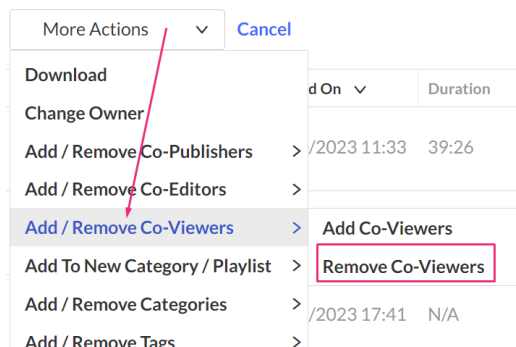 More Actions Cancel
Download
Change Owner
d On Duration
Add / Remove Co-Publishers
/2023 11:33 39:26
Add / Remove Co-Editors
Add / Remove Co-Viewers
Add Co-Viewers
Add To New Category / Playlist
Remove Co-Viewers
Add / Remove Categories
/2023 17:41 N/A
Add / Remove Tags